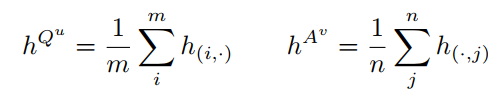 $h^{Q^u} = \frac{1}{m} \sum_{i}^{m} h_{(i,\cdot)} \qquad h^{A^v} = \frac{1}{n} \sum_{j}^{n} h_{(\cdot,j)}$